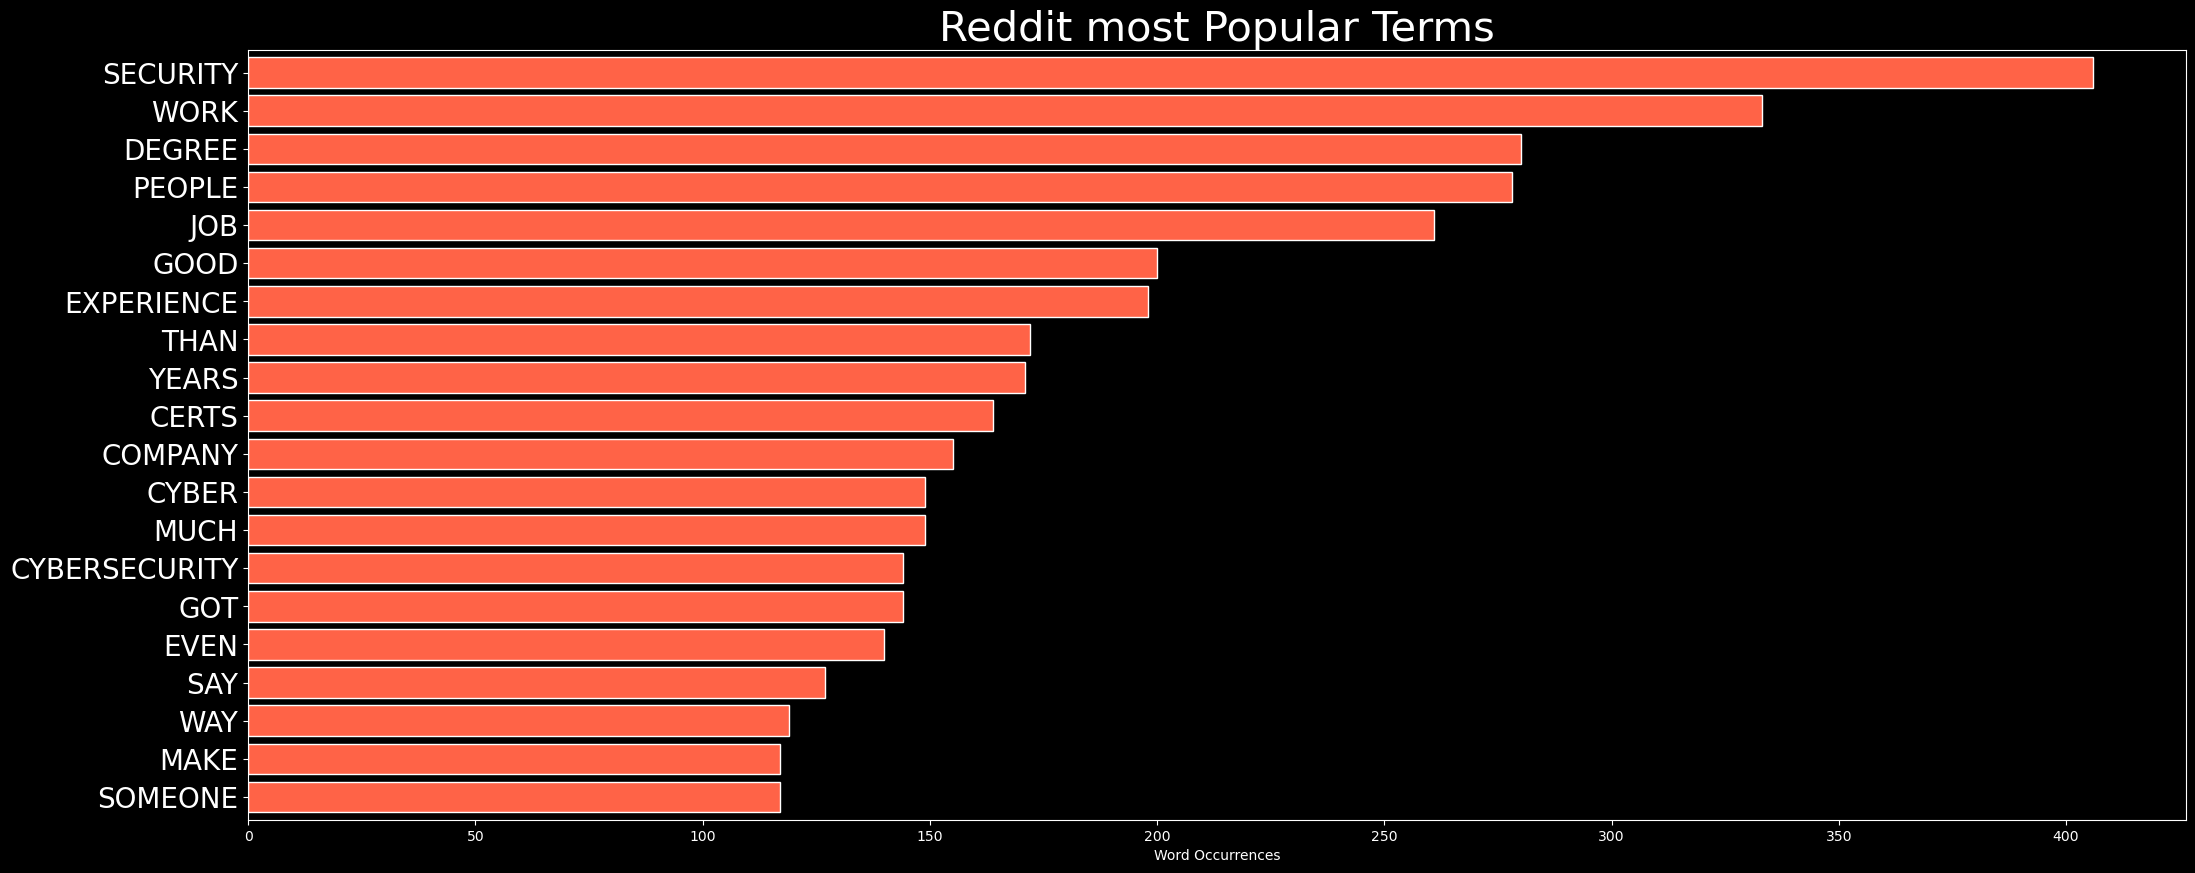 Reddit most Popular Terms
SECURITY
WORK
DEGREE
PEOPLE
JOB
GOOD
EXPERIENCE
THAN
YEARS
CERTS
COMPANY
CYBER
MUCH
CYBERSECURITY
GOT
EVEN
SAY
WAY
MAKE
SOMEONE
0 50 100 150 200 250 300 350 400
Word Occurrences